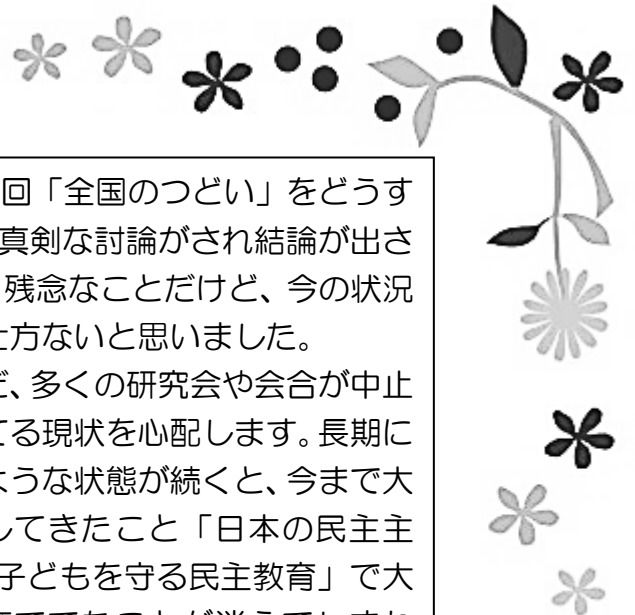 回「全国のつどい」をどうす
真剣な討論がされ結論が出さ
残念なことだけど、今の状況
仕方ないと思いました。
だ、多くの研究会や会合が中止
てる現状を心配します。長期に
ような状態が続くと、今まで大
してきたこと「日本の民主主
子どもを守る民主教育」で大